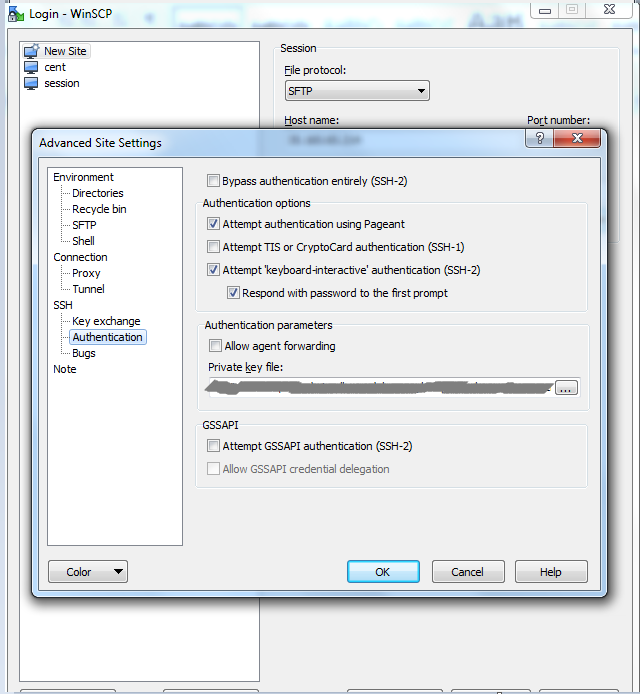 Login - WinSCP
New Site
cent
session
Session
File protocol:
SFTP
Host name:
Port number:
Advanced Site Settings
?
Environment
Directories
Recycle bin
SFTP
Shell
Connection
Proxy
Tunnel
SSH
Key exchange
Authentication
Bugs
Note
Bypass authentication entirely (SSH-2)
Authentication options
Attempt authentication using Pageant
Attempt TIS or CryptoCard authentication (SSH-1)
Attempt 'keyboard-interactive' authentication (SSH-2)
Respond with password to the first prompt
Authentication parameters
Allow agent forwarding
Private key file:
...
GSSAPI
Attempt GSSAPI authentication (SSH-2)
Allow GSSAPI credential delegation
Color
OK
Cancel
Help